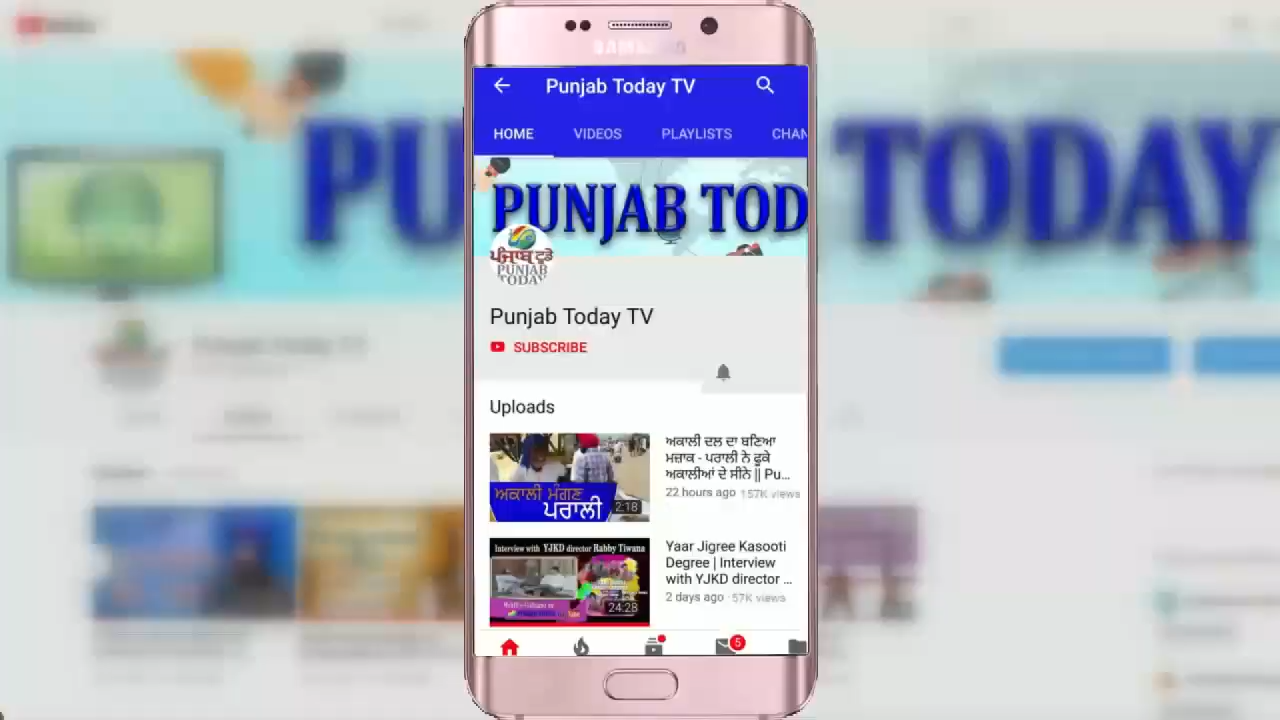 SAMSUNG
Punjab Today TV
HOME VIDEOS PLAYLISTS CHAN
PUNJAB TOD
ਪੰਜਾਬ ਟੂਡੇ
PUNJAB
TODAY
Punjab Today TV
SUBSCRIBE
Uploads
ਅਕਾਲੀ ਮੰਗਣ
ਪਰਾਲੀ
2:18
ਅਕਾਲੀ ਦਲ ਦਾ ਬਣਿਆ
ਮਜ਼ਾਕ - ਪਰਾਲੀ ਨੇ ਫੂਕੇ
ਅਕਾਲੀਆਂ ਦੇ ਸੀਨੇ || Pu...
22 hours ago 157K views
Interview with YJKD director Rabby Tiwana
24:28
Yaar Jigree Kasooti
Degree | Interview
with YJKD director ...
2 days ago · 57K views
5
PU
TODAY